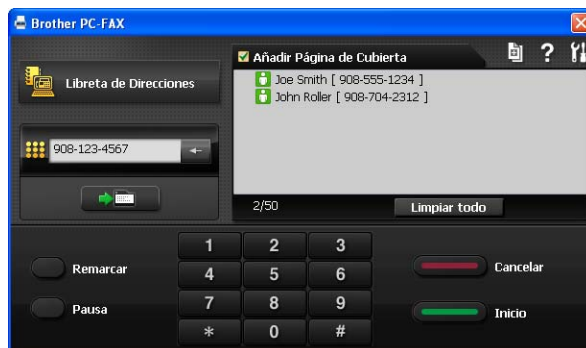 Brother PC-FAX
Libreta de Direcciones
Añadir Página de Cubierta
?
Joe Smith [ 908-555-1234 ]
John Roller [ 908-704-2312 ]
908-123-4567
2/50
Limpiar todo
Remarcar
Pausa
1 2 3
4 5 6
7 8 9
* 0 #
Cancelar
Inicio